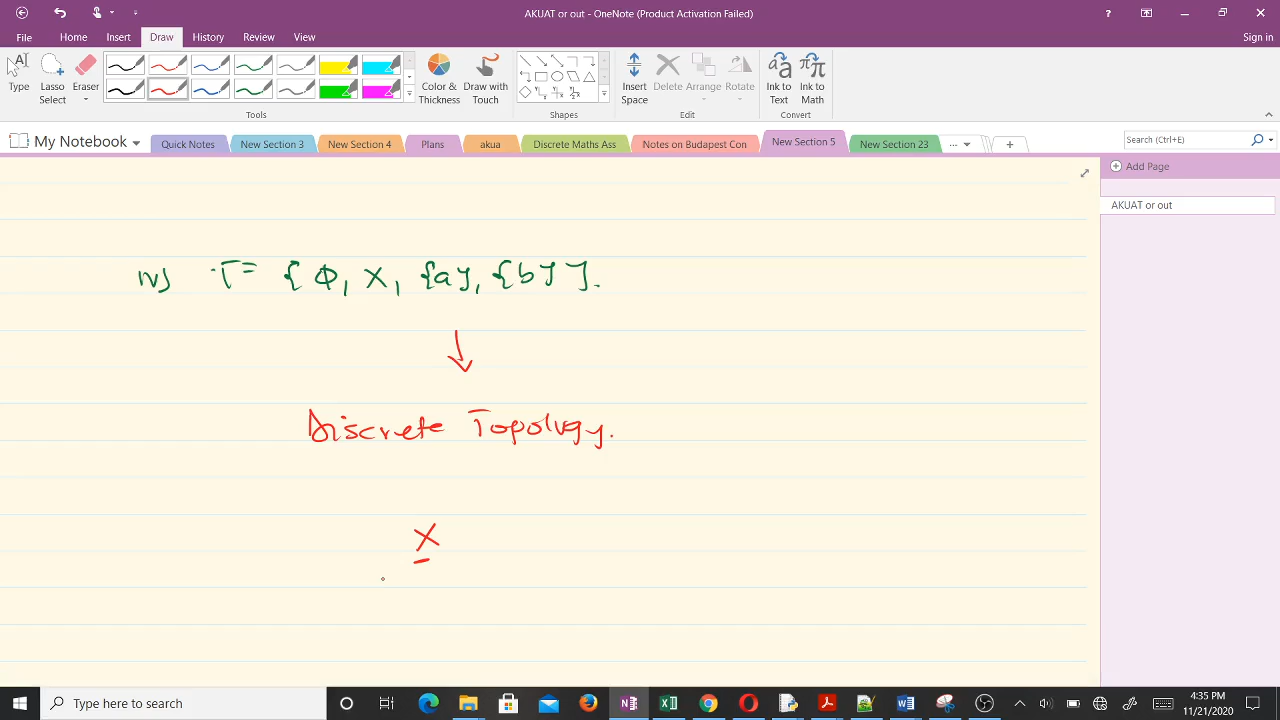 AKUAT or out - OneNote (Product Activation Failed)
File Home Insert Draw History Review View Sign in
Type Lasso Select Eraser Color & Thickness Draw with Touch Insert Space Delete Arrange Rotate Ink to Text Ink to Math
Tools Shapes Edit Convert
My Notebook Quick Notes New Section 3 New Section 4 Plans akua Discrete Maths Ass Notes on Budapest Con New Section 5 New Section 23 ... Search (Ctrl+E)
Add Page
AKUAT or out
iv) τ = { Φ, X, {a}, {b} }.
Discrete Topology.
X
Type here to search
4:35 PM
11/21/2020